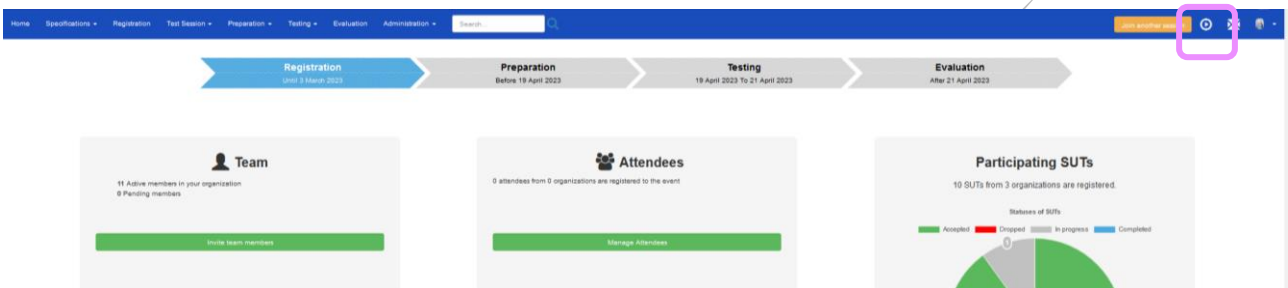 Home Specifications Registration Test Session Preparation Testing Evaluation Administration Search... Join another session
Registration
Until 3 March 2023
Preparation
Before 19 April 2023
Testing
19 April 2023 To 21 April 2023
Evaluation
After 21 April 2023
Team
11 Active members in your organization
0 Pending members
Invite team members
Attendees
0 attendees from 0 organizations are registered to the event
Manage Attendees
Participating SUTs
10 SUTs from 3 organizations are registered.
Statuses of SUTs
Accepted Dropped In progress Completed
1